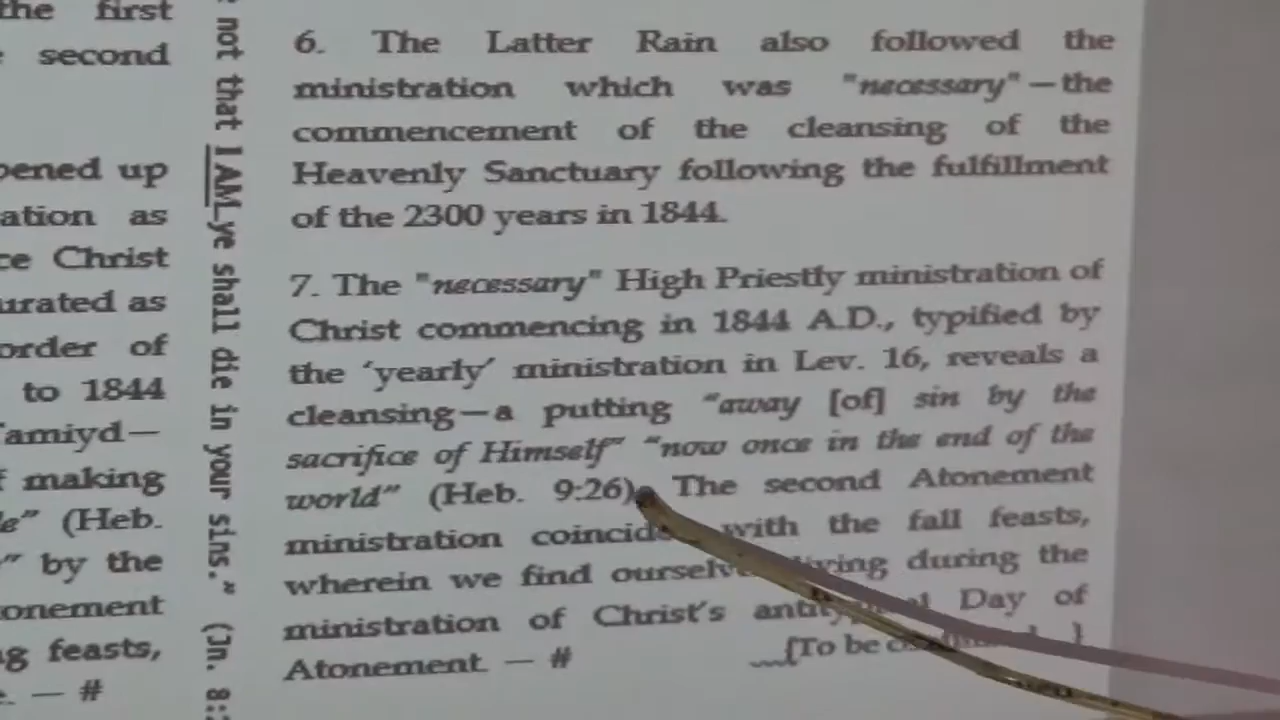 the first
second
pened up
ation as
ce Christ
urated as
order of
to 1844
Tamiyd—
making
le" (Heb.
" by the
onement
g feasts,
. — #
not that I AM ye shall die in your sins." (Jn. 8:
6. The Latter Rain also followed the
ministration which was "necessary"—the
commencement of the cleansing of the
Heavenly Sanctuary following the fulfillment
of the 2300 years in 1844.
7. The "necessary" High Priestly ministration of
Christ commencing in 1844 A.D., typified by
the 'yearly' ministration in Lev. 16, reveals a
cleansing—a putting "away [of] sin by the
sacrifice of Himself" "now once in the end of the
world" (Heb. 9:26). The second Atonement
ministration coincid with the fall feasts,
wherein we find ourselv living during the
ministration of Christ's Day of
Atonement. — # [To be